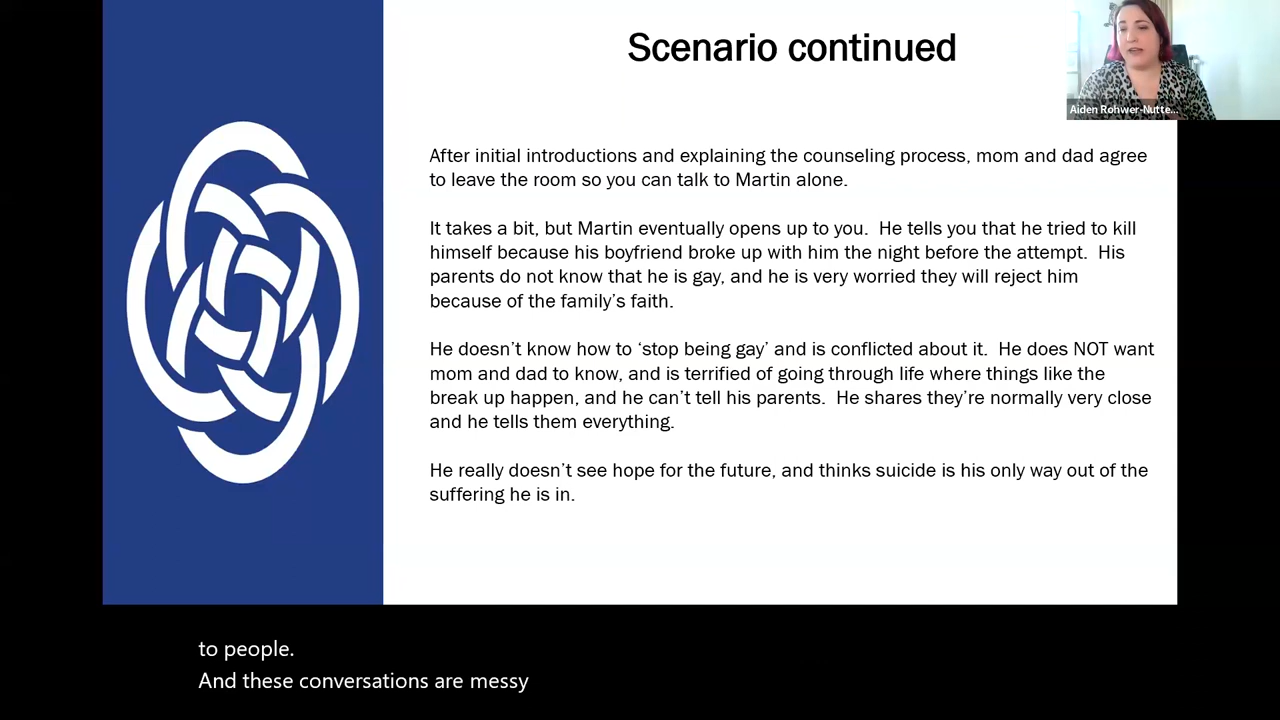 Scenario continued
Aiden Rohwer-Nutte...
After initial introductions and explaining the counseling process, mom and dad agree
to leave the room so you can talk to Martin alone.
It takes a bit, but Martin eventually opens up to you.  He tells you that he tried to kill
himself because his boyfriend broke up with him the night before the attempt.  His
parents do not know that he is gay, and he is very worried they will reject him
because of the family’s faith.
He doesn’t know how to ‘stop being gay’ and is conflicted about it.  He does NOT want
mom and dad to know, and is terrified of going through life where things like the
break up happen, and he can’t tell his parents.  He shares they’re normally very close
and he tells them everything.
He really doesn’t see hope for the future, and thinks suicide is his only way out of the
suffering he is in.
to people.
And these conversations are messy